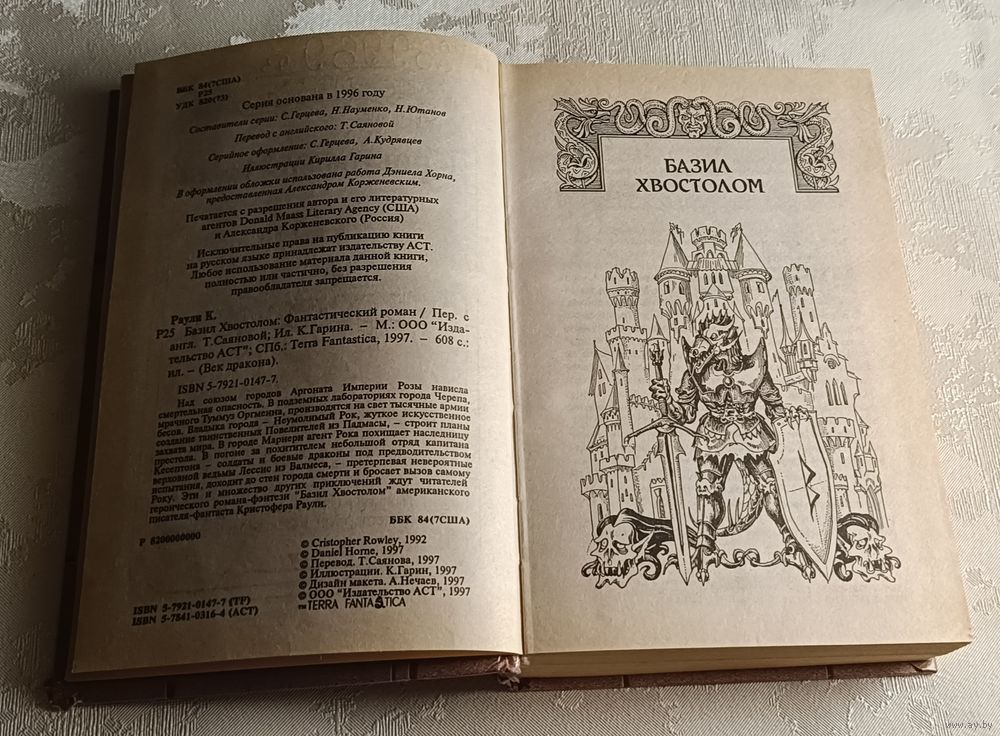 ББК 84(7США)
Р25
УДК 820(73)
Серия основана в 1996 году
Составители серии: С.Герцева, Н.Науменко, Н.Ютанов
Перевод с английского: Т.Саяновой
Серийное оформление: С.Герцева, А.Кудрявцев
Иллюстрации Кирилла Гарина
В оформлении обложки использована работа Дэниела Хорна,
предоставленная Александром Корженевским.
Печатается с разрешения автора и его литературных
агентов Donald Maass Literary Agency (США)
и Александра Корженевского (Россия)
Исключительные права на публикацию книги
на русском языке принадлежат издательству АСТ.
Любое использование материала данной книги,
полностью или частично, без разрешения
правообладателя запрещается.
Раули К.
Р25 Базил Хвостолом: Фантастический роман / Пер. с
англ. Т.Саяновой; Ил. К.Гарина. – М.: ООО "Изда-
тельство АСТ"; СПб.: Terra Fantastica, 1997. – 608 с.:
ил. – (Век дракона).
ISBN 5-7921-0147-7.
Над союзом городов Аргоната Империи Розы нависла
смертельная опасность. В подземных лабораториях города Черепа,
мрачного Туммуз Оргмеина, производятся на свет тысячные армии
бесов. Владыка города – Неумолимый Рок, жуткое искусственное
создание таинственных Повелителей из Падмасы, – строит планы
захвата мира. В городе Марнери агент Рока похищает наследницу
престола. В погоне за похитителем небольшой отряд капитана
Кесептона – солдаты и боевые драконы под предводительством
верховной ведьмы Лессис из Валмеса, – претерпевая невероятные
испытания, доходит до стен города смерти и бросает вызов самому
Року. Эти и множество других приключений ждут читателей
героического романа-фэнтези "Базил Хвостолом" американского
писателя-фантаста Кристофера Раули.
ББК 84(7США)
Р 8200000000
© Cristopher Rowley, 1992
© Daniel Horne, 1997
© Перевод. Т.Саянова, 1997
© Иллюстрации. К.Гарин, 1997
© Дизайн макета. А.Нечаев, 1997
© ООО "Издательство АСТ", 1997
™ TERRA FANTASTICA
ISBN 5-7921-0147-7 (TF)
ISBN 5-7841-0316-4 (АСТ)
БАЗИЛ
ХВОСТОЛОМ
www.ay.by